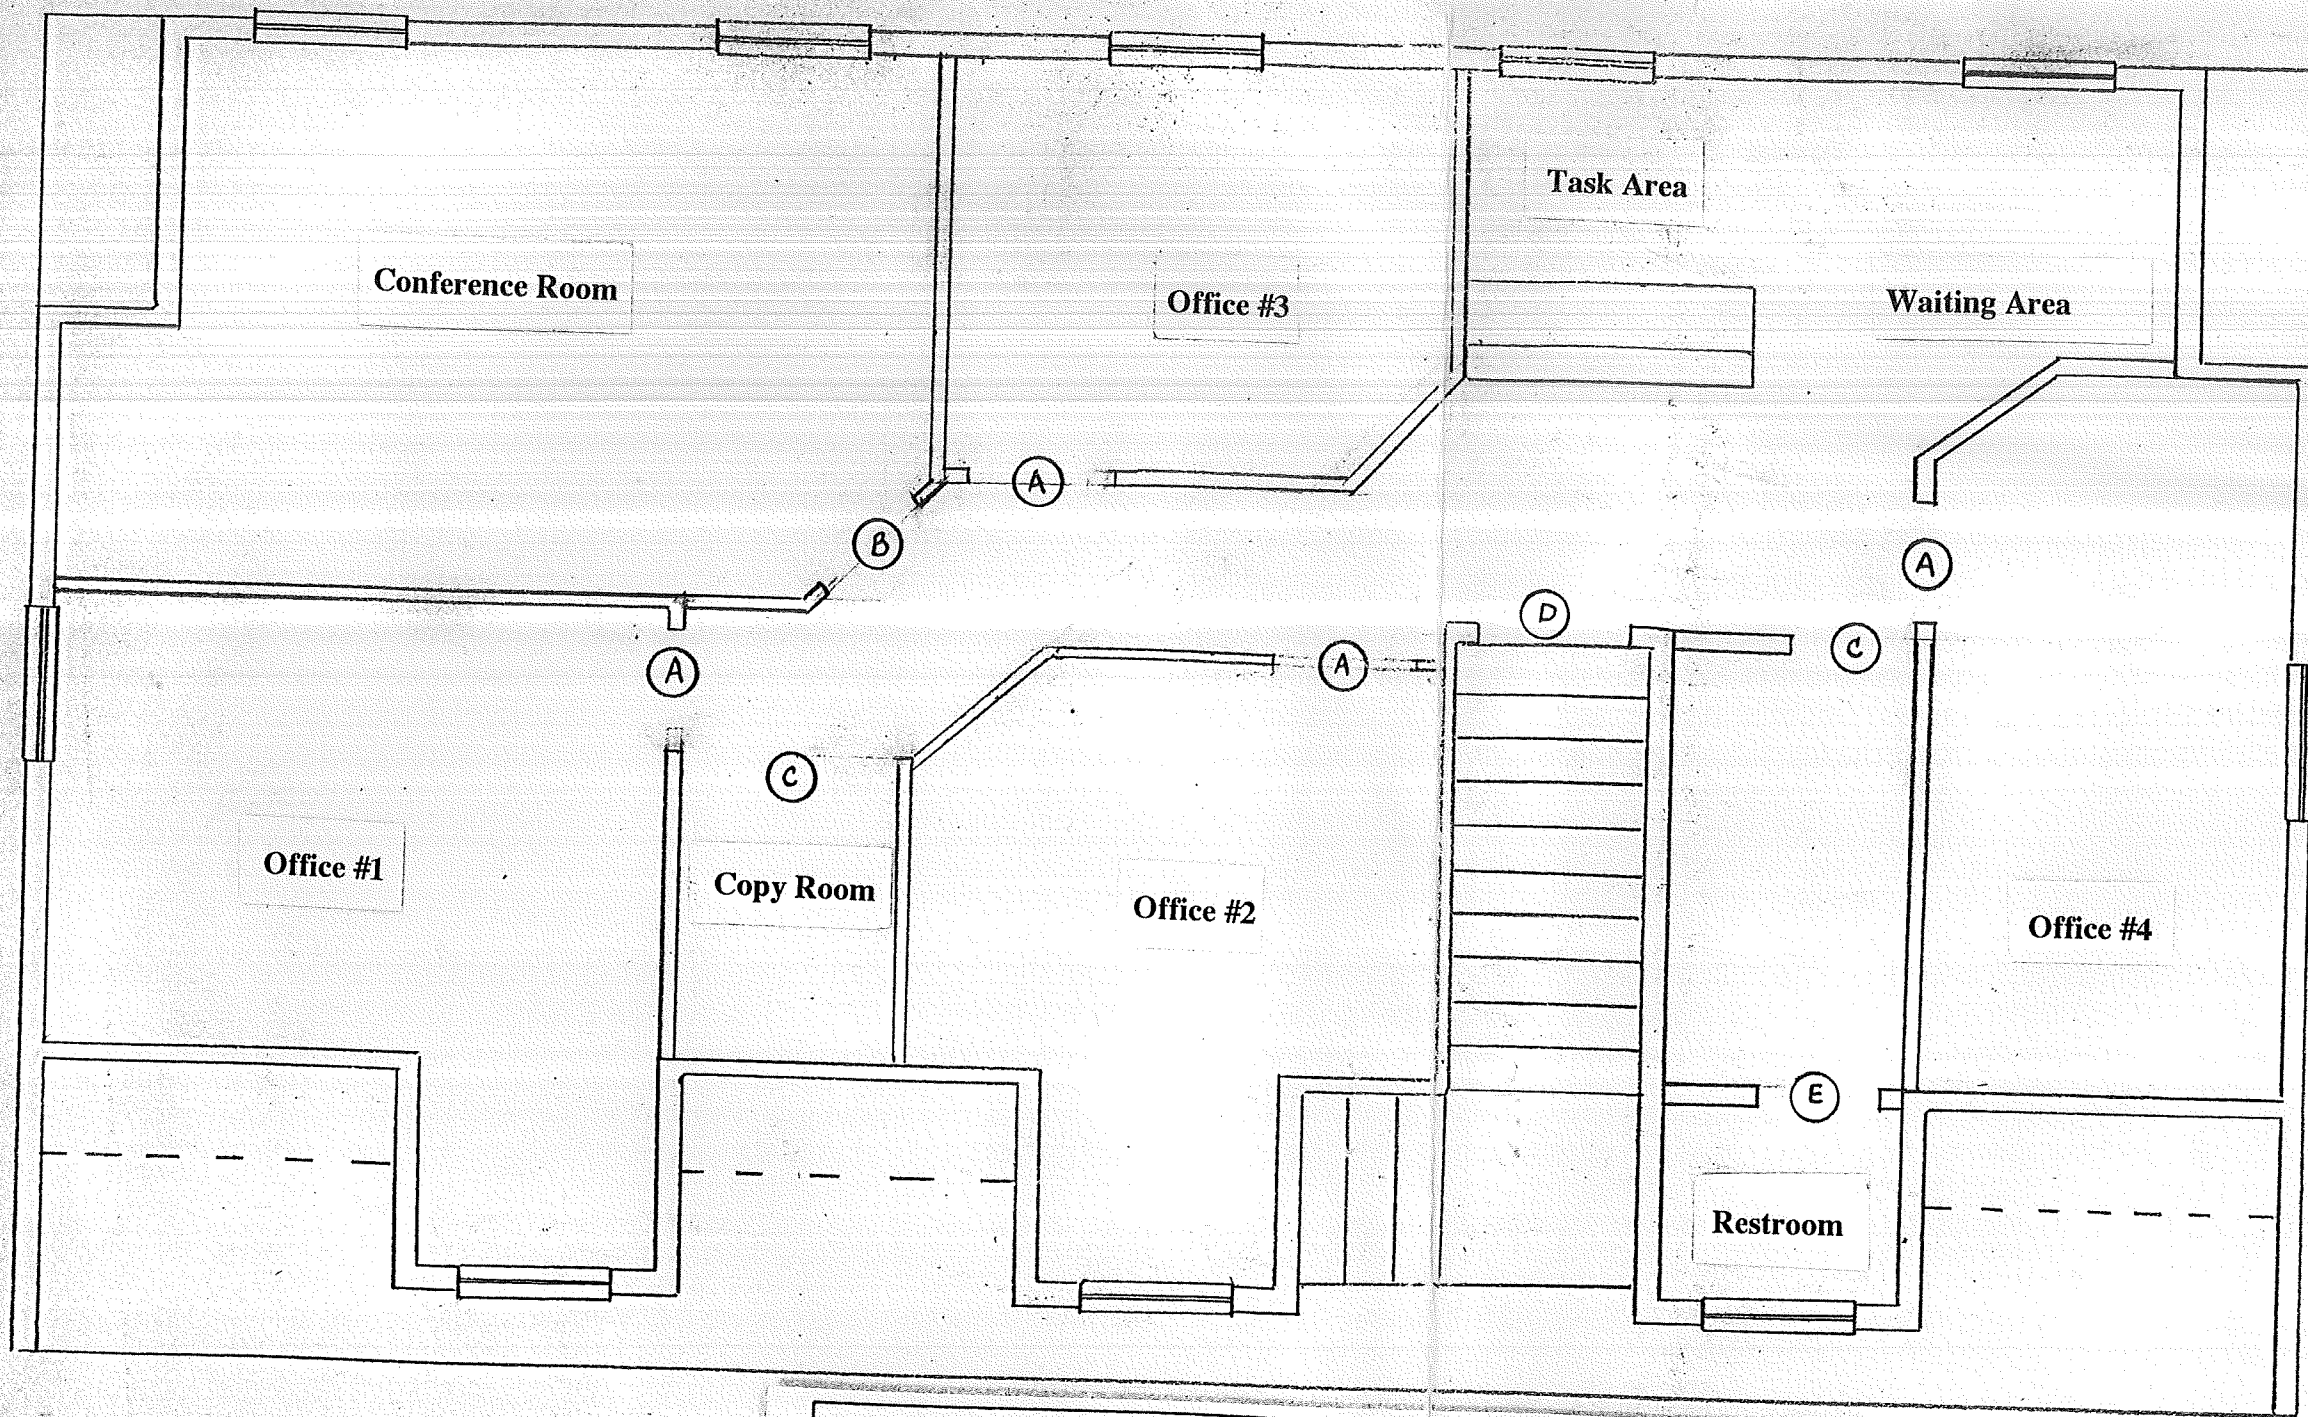 Task Area
Conference Room
Office #3
Waiting Area
A
B
A
D
A
A
C
C
Office #1
Copy Room
Office #2
Office #4
E
Restroom